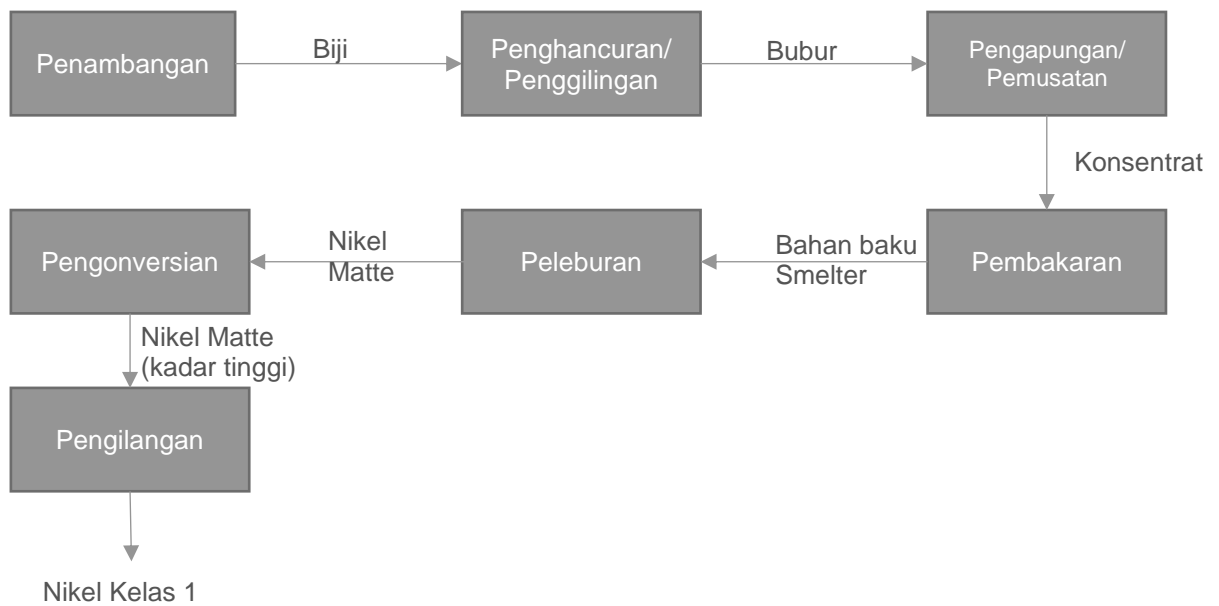 Penambangan
Biji
Penghancuran/
Penggilingan
Bubur
Pengapungan/
Pemusatan
Konsentrat
Pembakaran
Bahan baku
Smelter
Peleburan
Nikel
Matte
Pengonversian
Nikel Matte
(kadar tinggi)
Pengilangan
Nikel Kelas 1